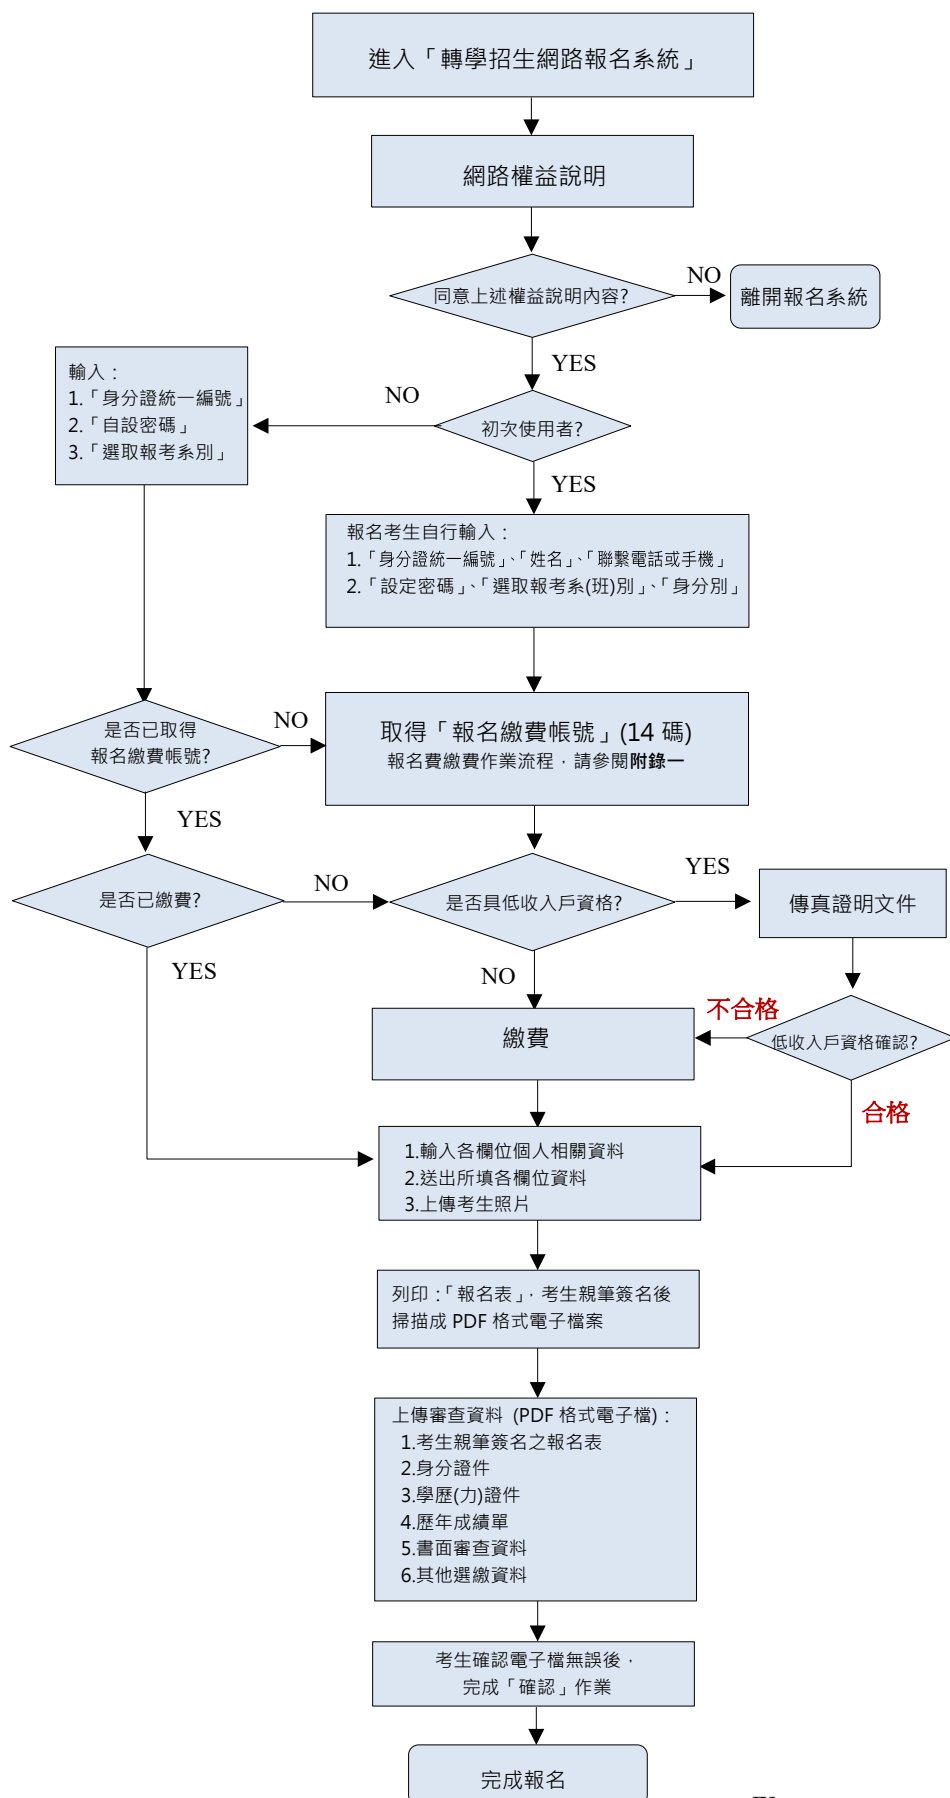 進入「轉學招生網路報名系統」
網路權益說明
同意上述權益說明內容?
NO
離開報名系統
YES
初次使用者?
NO
輸入：
1.「身分證統一編號」
2.「自設密碼」
3.「選取報考系別」
YES
報名考生自行輸入：
1.「身分證統一編號」、「姓名」、「聯繫電話或手機」
2.「設定密碼」、「選取報考系(班)別」、「身分別」
是否已取得
報名繳費帳號?
NO
取得「報名繳費帳號」(14 碼)
報名費繳費作業流程，請參閱附錄一
YES
是否已繳費?
NO
是否具低收入戶資格?
YES
傳真證明文件
YES
NO
不合格
低收入戶資格確認?
繳費
合格
1.輸入各欄位個人相關資料
2.送出所填各欄位資料
3.上傳考生照片
列印：「報名表」，考生親筆簽名後
掃描成 PDF 格式電子檔案
上傳審查資料 (PDF 格式電子檔)：
1.考生親筆簽名之報名表
2.身分證件
3.學歷(力)證件
4.歷年成績單
5.書面審查資料
6.其他選繳資料
考生確認電子檔無誤後，
完成「確認」作業
完成報名